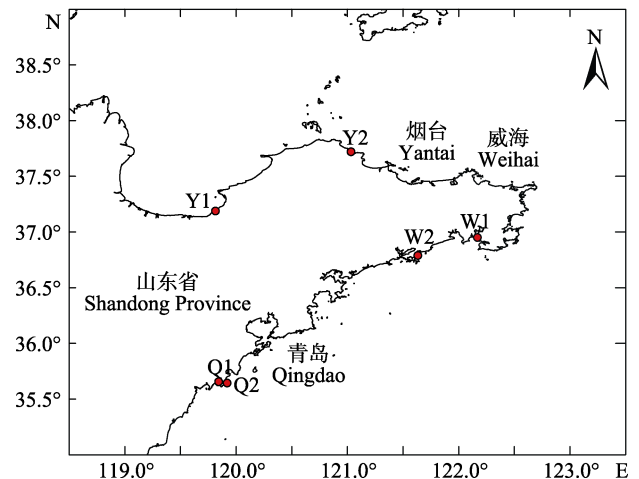 N
N
38.5°
38.0°
37.5°
37.0°
36.5°
36.0°
35.5°
Y2
烟台
Yantai
威海
Weihai
Y1
W1
W2
山东省
Shandong Province
青岛
Qingdao
Q1
Q2
119.0° 120.0° 121.0° 122.0° 123.0° E